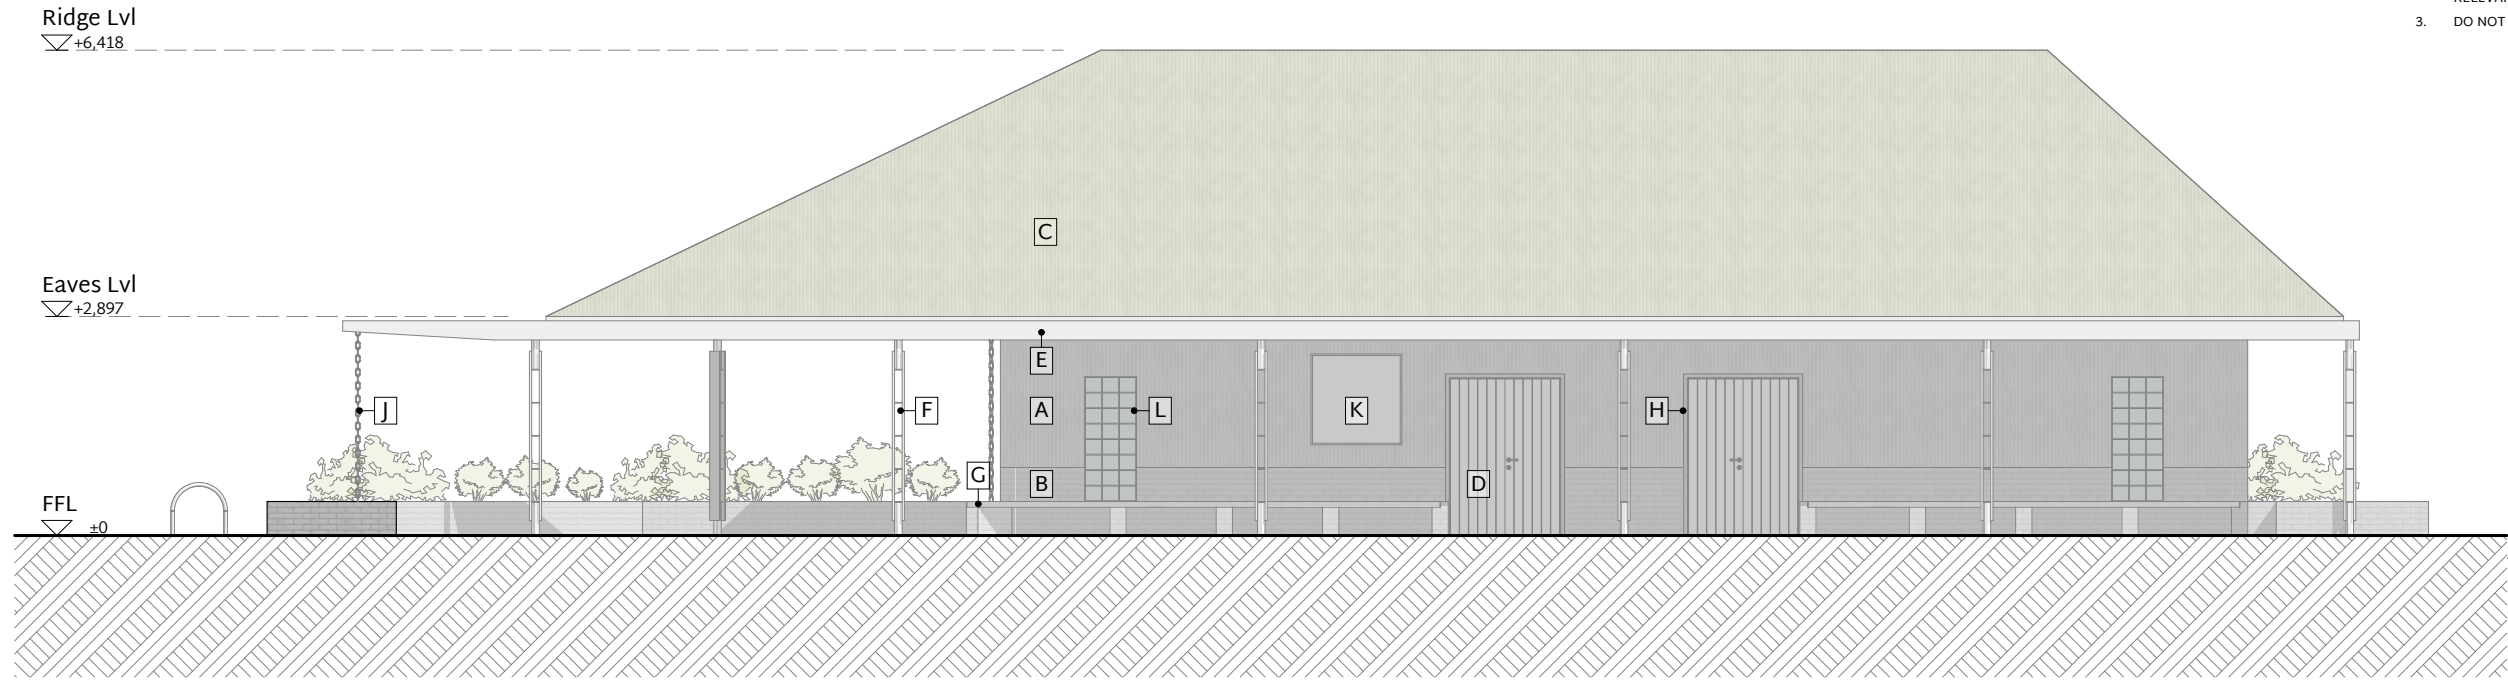 Ridge Lvl
+6,418
3. DO NOT
C
Eaves Lvl
+2,897
E
J
F
A
L
K
H
G
B
D
FFL
±0